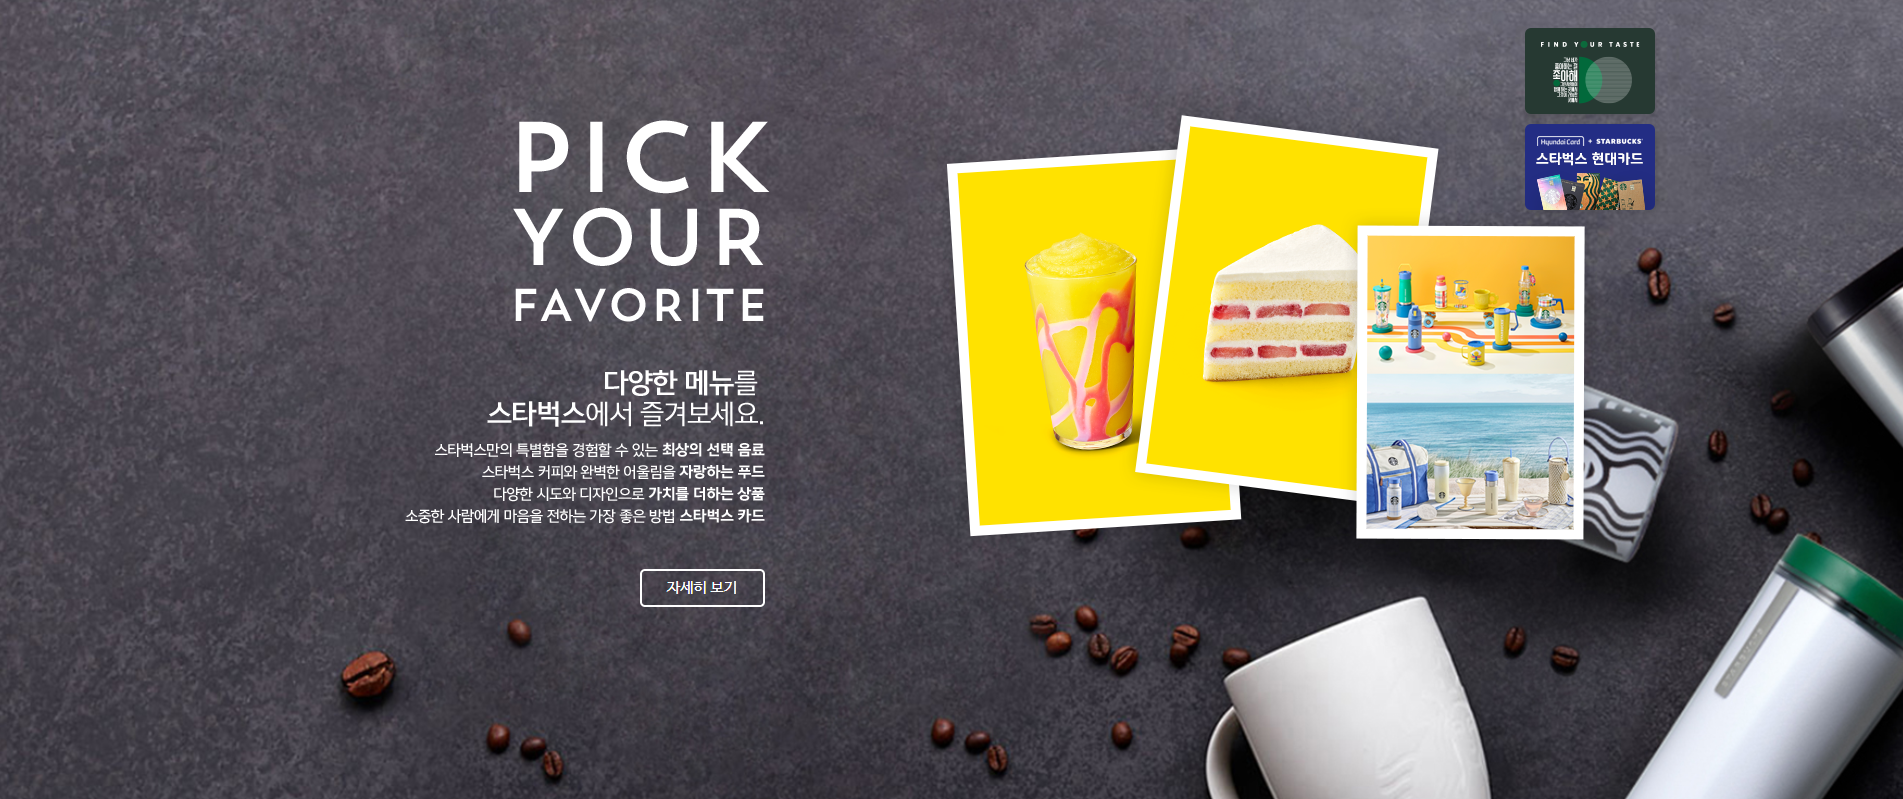 PICK
YOUR
FAVORITE
다양한 메뉴를
스타벅스에서 즐겨보세요.
스타벅스만의 특별함을 경험할 수 있는 최상의 선택 음료
스타벅스 커피와 완벽한 어울림을 자랑하는 푸드
다양한 시도와 디자인으로 가치를 더하는 상품
소중한 사람에게 마음을 전하는 가장 좋은 방법 스타벅스 카드
자세히 보기
FIND YOUR TASTE
좋아해
Hyundai Card + STARBUCKS
스타벅스 현대카드